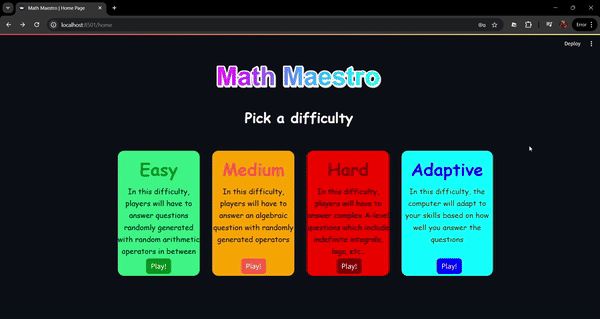 Math Maestro | Home Page
localhost:8501/home
Error
Deploy
Math Maestro
Pick a difficulty
Easy
In this difficulty,
players will have to
answer questions
randomly generated
with random arithmetic
operators in between
Play!
Medium
In this difficulty,
players will have to
answer an algebraic
question with randomly
generated operators
Play!
Hard
In this difficulty,
players will have to
answer complex A-level
questions which include
indefinite integrals,
logs, etc.
Play!
Adaptive
In this difficulty, the
computer will adapt to
your skills based on how
well you answer the
questions
Play!